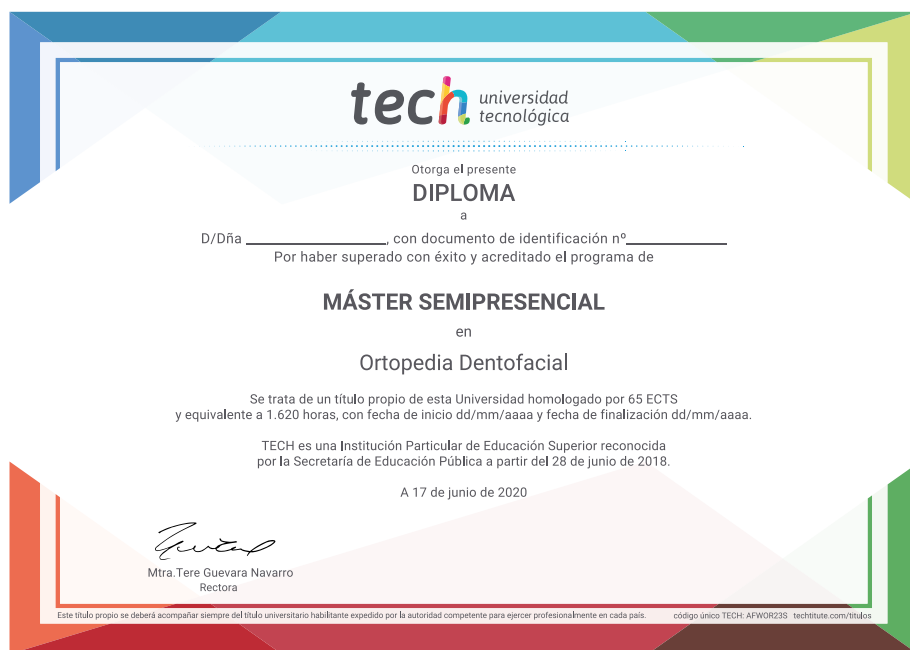 tech universidad
tecnológica
Otorga el presente
DIPLOMA
a
D/Dña ________________, con documento de identificación nº____________
Por haber superado con éxito y acreditado el programa de
MÁSTER SEMIPRESENCIAL
en
Ortopedia Dentofacial
Se trata de un título propio de esta Universidad homologado por 65 ECTS
y equivalente a 1.620 horas, con fecha de inicio dd/mm/aaaa y fecha de finalización dd/mm/aaaa.
TECH es una Institución Particular de Educación Superior reconocida
por la Secretaría de Educación Pública a partir del 28 de junio de 2018.
A 17 de junio de 2020
Mtra.Tere Guevara Navarro
Rectora
Este título propio se deberá acompañar siempre del título universitario habilitante expedido por la autoridad competente para ejercer profesionalmente en cada país. código único TECH: AFWOR23S techtitute.com/titulos